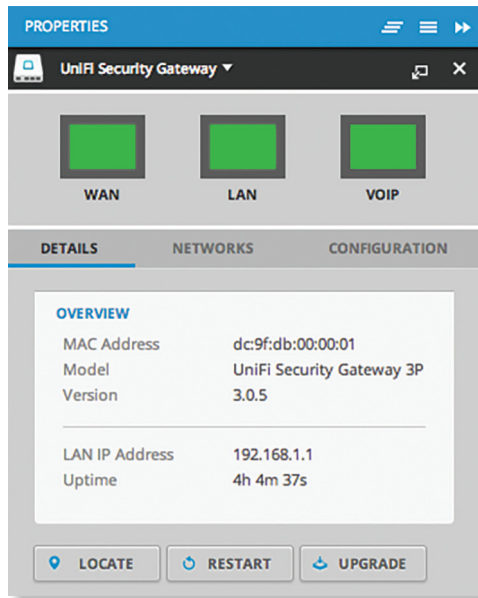 PROPERTIES
UniFi Security Gateway
WAN LAN VOIP
DETAILS NETWORKS CONFIGURATION
OVERVIEW
MAC Address dc:9f:db:00:00:01
Model UniFi Security Gateway 3P
Version 3.0.5
LAN IP Address 192.168.1.1
Uptime 4h 4m 37s
LOCATE RESTART UPGRADE